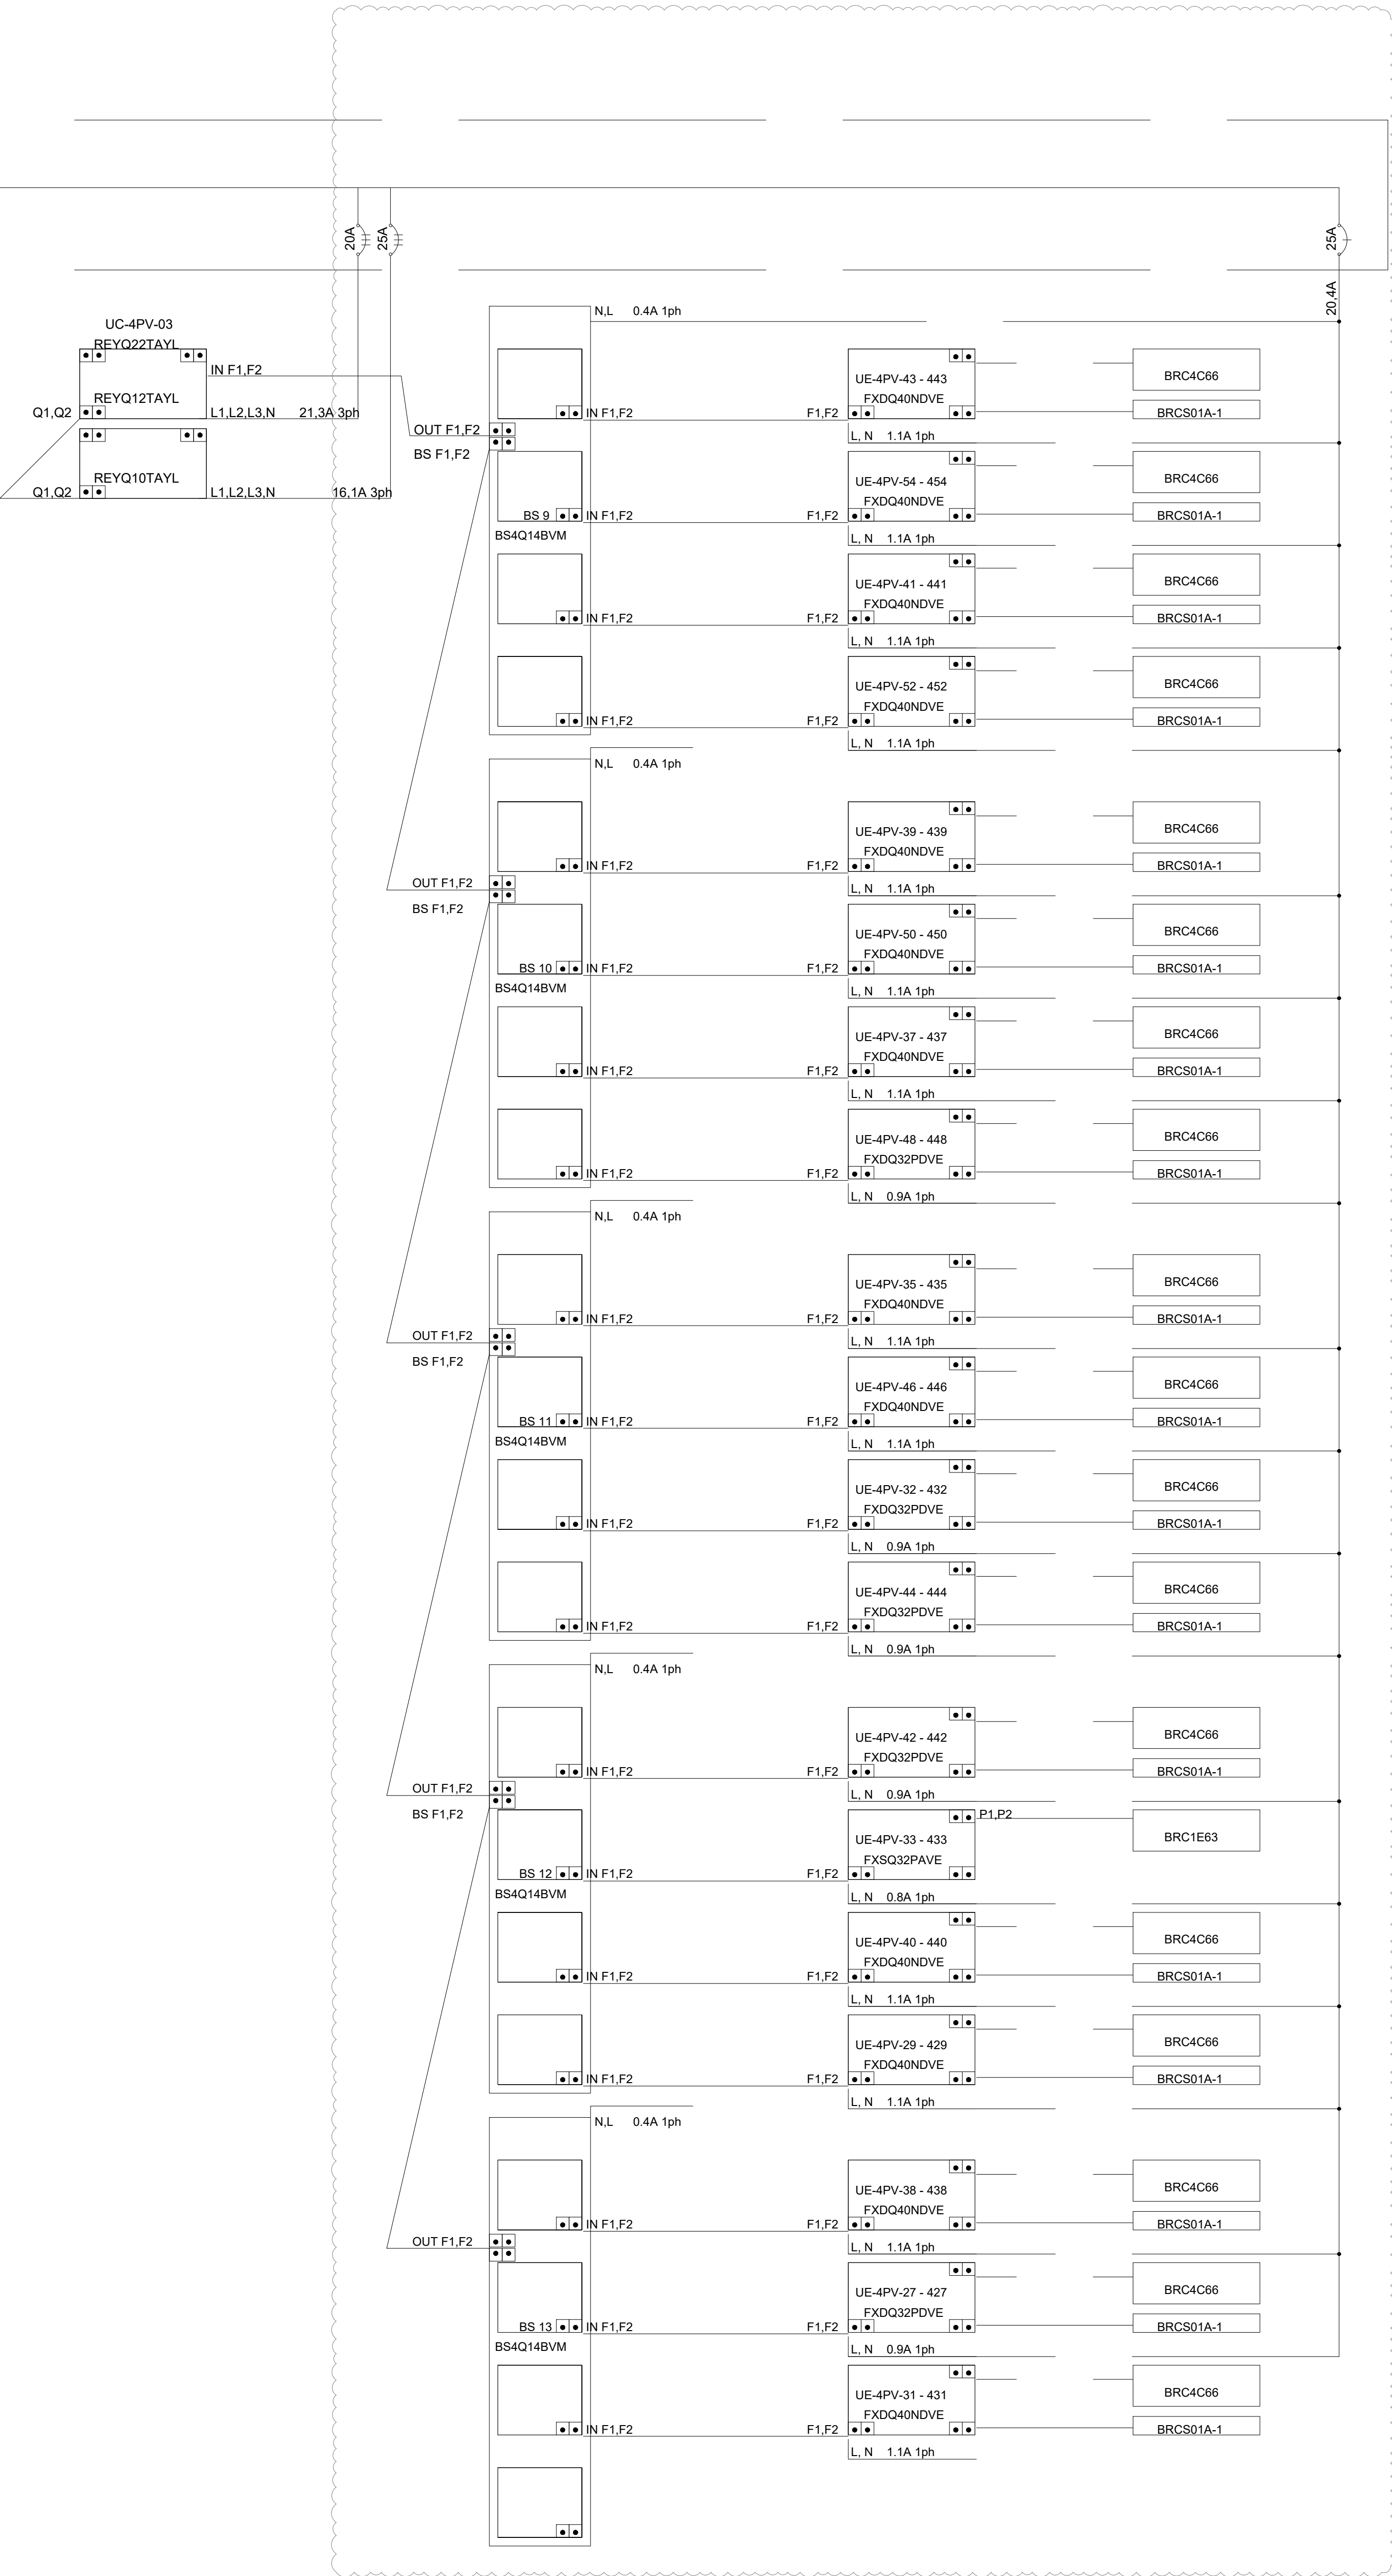 20A
25A
25A
20,4A
UC-4PV-03
REYQ22TAYL
IN F1,F2
REYQ12TAYL
Q1,Q2
L1,L2,L3,N 21,3A 3ph
REYQ10TAYL
Q1,Q2
L1,L2,L3,N 16,1A 3ph
N,L 0.4A 1ph
UE-4PV-43 - 443
FXDQ40NDVE
BRC4C66
IN F1,F2
F1,F2
BRCS01A-1
OUT F1,F2
L, N 1.1A 1ph
BS F1,F2
UE-4PV-54 - 454
FXDQ40NDVE
BRC4C66
BS 9
IN F1,F2
F1,F2
BRCS01A-1
BS4Q14BVM
L, N 1.1A 1ph
UE-4PV-41 - 441
FXDQ40NDVE
BRC4C66
IN F1,F2
F1,F2
BRCS01A-1
L, N 1.1A 1ph
UE-4PV-52 - 452
FXDQ40NDVE
BRC4C66
IN F1,F2
F1,F2
BRCS01A-1
L, N 1.1A 1ph
N,L 0.4A 1ph
UE-4PV-39 - 439
FXDQ40NDVE
BRC4C66
IN F1,F2
F1,F2
BRCS01A-1
OUT F1,F2
L, N 1.1A 1ph
BS F1,F2
UE-4PV-50 - 450
FXDQ40NDVE
BRC4C66
BS 10
IN F1,F2
F1,F2
BRCS01A-1
BS4Q14BVM
L, N 1.1A 1ph
UE-4PV-37 - 437
FXDQ40NDVE
BRC4C66
IN F1,F2
F1,F2
BRCS01A-1
L, N 1.1A 1ph
UE-4PV-48 - 448
FXDQ32PDVE
BRC4C66
IN F1,F2
F1,F2
BRCS01A-1
L, N 0.9A 1ph
N,L 0.4A 1ph
UE-4PV-35 - 435
FXDQ40NDVE
BRC4C66
IN F1,F2
F1,F2
BRCS01A-1
OUT F1,F2
L, N 1.1A 1ph
BS F1,F2
UE-4PV-46 - 446
FXDQ40NDVE
BRC4C66
BS 11
IN F1,F2
F1,F2
BRCS01A-1
BS4Q14BVM
L, N 1.1A 1ph
UE-4PV-32 - 432
FXDQ32PDVE
BRC4C66
IN F1,F2
F1,F2
BRCS01A-1
L, N 0.9A 1ph
UE-4PV-44 - 444
FXDQ32PDVE
BRC4C66
IN F1,F2
F1,F2
BRCS01A-1
L, N 0.9A 1ph
N,L 0.4A 1ph
UE-4PV-42 - 442
FXDQ32PDVE
BRC4C66
IN F1,F2
F1,F2
BRCS01A-1
OUT F1,F2
L, N 0.9A 1ph
BS F1,F2
P1,P2
UE-4PV-33 - 433
FXSQ32PAVE
BRC1E63
BS 12
IN F1,F2
F1,F2
BS4Q14BVM
L, N 0.8A 1ph
UE-4PV-40 - 440
FXDQ40NDVE
BRC4C66
IN F1,F2
F1,F2
BRCS01A-1
L, N 1.1A 1ph
UE-4PV-29 - 429
FXDQ40NDVE
BRC4C66
IN F1,F2
F1,F2
BRCS01A-1
L, N 1.1A 1ph
N,L 0.4A 1ph
UE-4PV-38 - 438
FXDQ40NDVE
BRC4C66
IN F1,F2
F1,F2
BRCS01A-1
OUT F1,F2
L, N 1.1A 1ph
UE-4PV-27 - 427
FXDQ32PDVE
BRC4C66
BS 13
IN F1,F2
F1,F2
BRCS01A-1
BS4Q14BVM
L, N 0.9A 1ph
UE-4PV-31 - 431
FXDQ40NDVE
BRC4C66
IN F1,F2
F1,F2
BRCS01A-1
L, N 1.1A 1ph